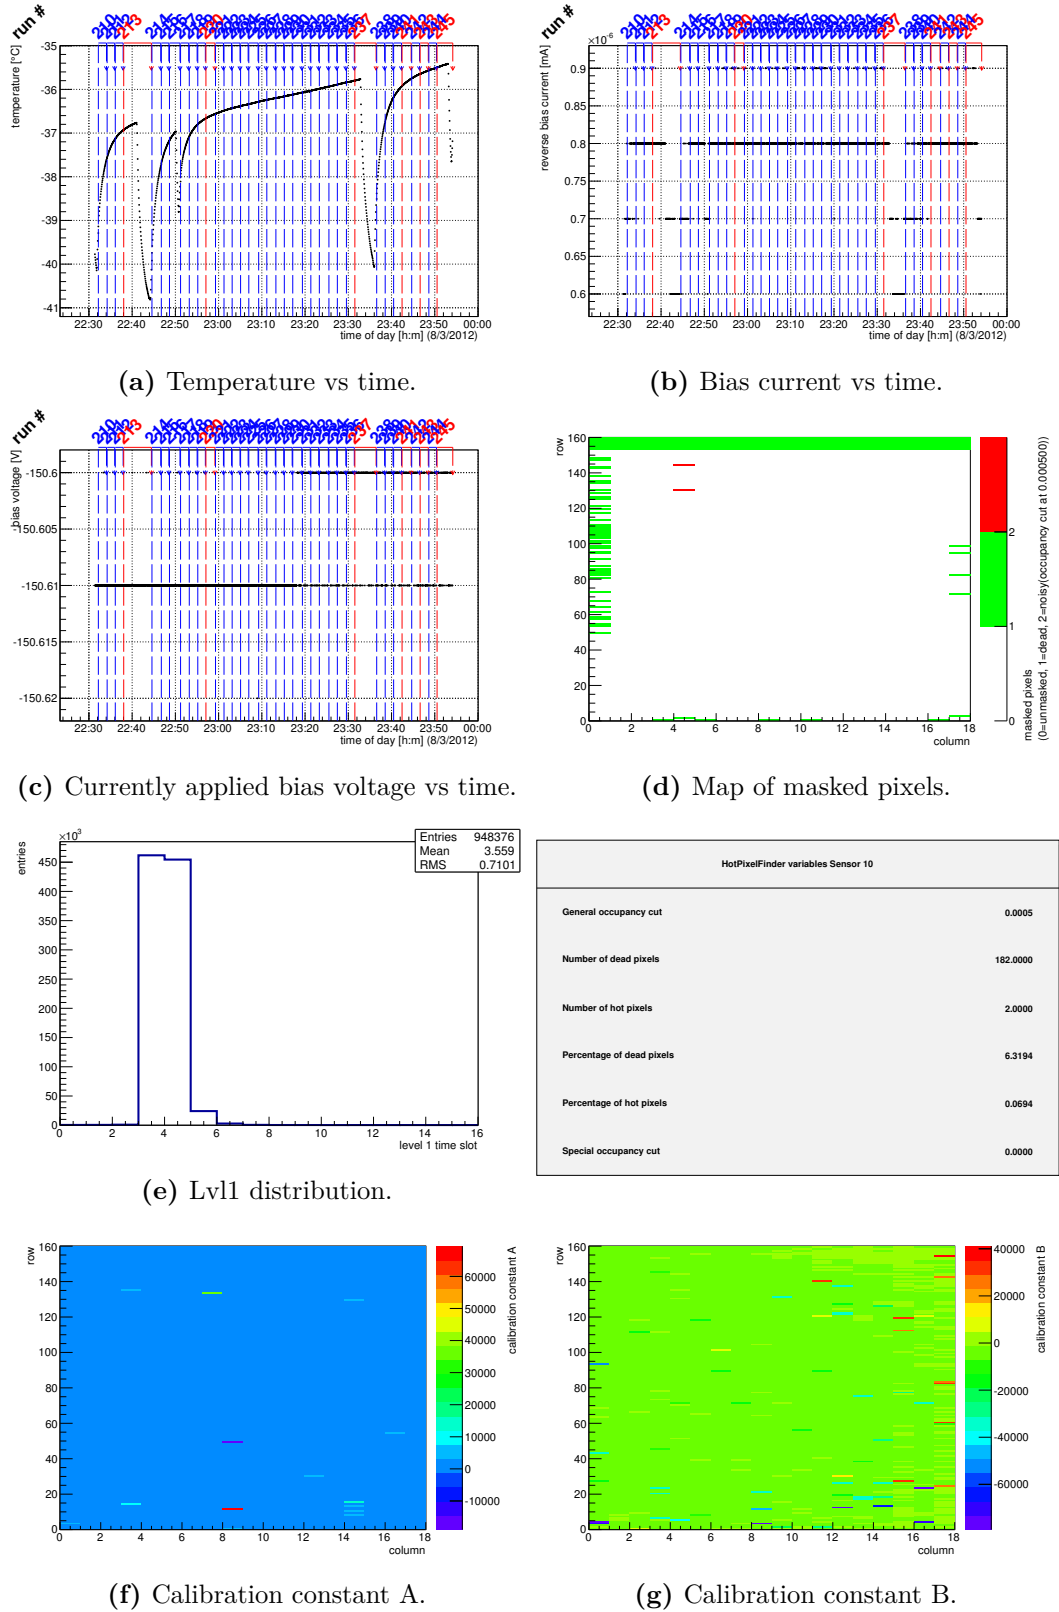 run #
210
212
213
214
215
216
217
218
219
220
237
245
temperature [°C]
-35
-36
-37
-38
-39
-40
-41
22:30 22:40 22:50 23:00 23:10 23:20 23:30 23:40 23:50 00:00
time of day [h:m] (8/3/2012)
(a) Temperature vs time.
run #
×10⁻⁶
reverse bias current [mA]
0.9
0.85
0.8
0.75
0.7
0.65
0.6
22:30 22:40 22:50 23:00 23:10 23:20 23:30 23:40 23:50 00:00
time of day [h:m] (8/3/2012)
(b) Bias current vs time.
run #
bias voltage [V]
-150.6
-150.605
-150.61
-150.615
-150.62
22:30 22:40 22:50 23:00 23:10 23:20 23:30 23:40 23:50 00:00
time of day [h:m] (8/3/2012)
(c) Currently applied bias voltage vs time.
row
160
140
120
100
80
60
40
20
0
0 2 4 6 8 10 12 14 16 18
column
2
1
0
masked pixels
(0=unmasked, 1=dead, 2=noisy(occupancy cut at 0.000500))
(d) Map of masked pixels.
×10³
entries
450
400
350
300
250
200
150
100
50
0
0 2 4 6 8 10 12 14 16
level 1 time slot
Entries 948376
Mean 3.559
RMS 0.7101
(e) Lvl1 distribution.
HotPixelFinder variables Sensor 10
General occupancy cut 0.0005
Number of dead pixels 182.0000
Number of hot pixels 2.0000
Percentage of dead pixels 6.3194
Percentage of hot pixels 0.0694
Special occupancy cut 0.0000
row
160
140
120
100
80
60
40
20
0
0 2 4 6 8 10 12 14 16 18
column
60000
50000
40000
30000
20000
10000
0
-10000
calibration constant A
(f) Calibration constant A.
row
160
140
120
100
80
60
40
20
0
0 2 4 6 8 10 12 14 16 18
column
40000
20000
0
-20000
-40000
-60000
calibration constant B
(g) Calibration constant B.